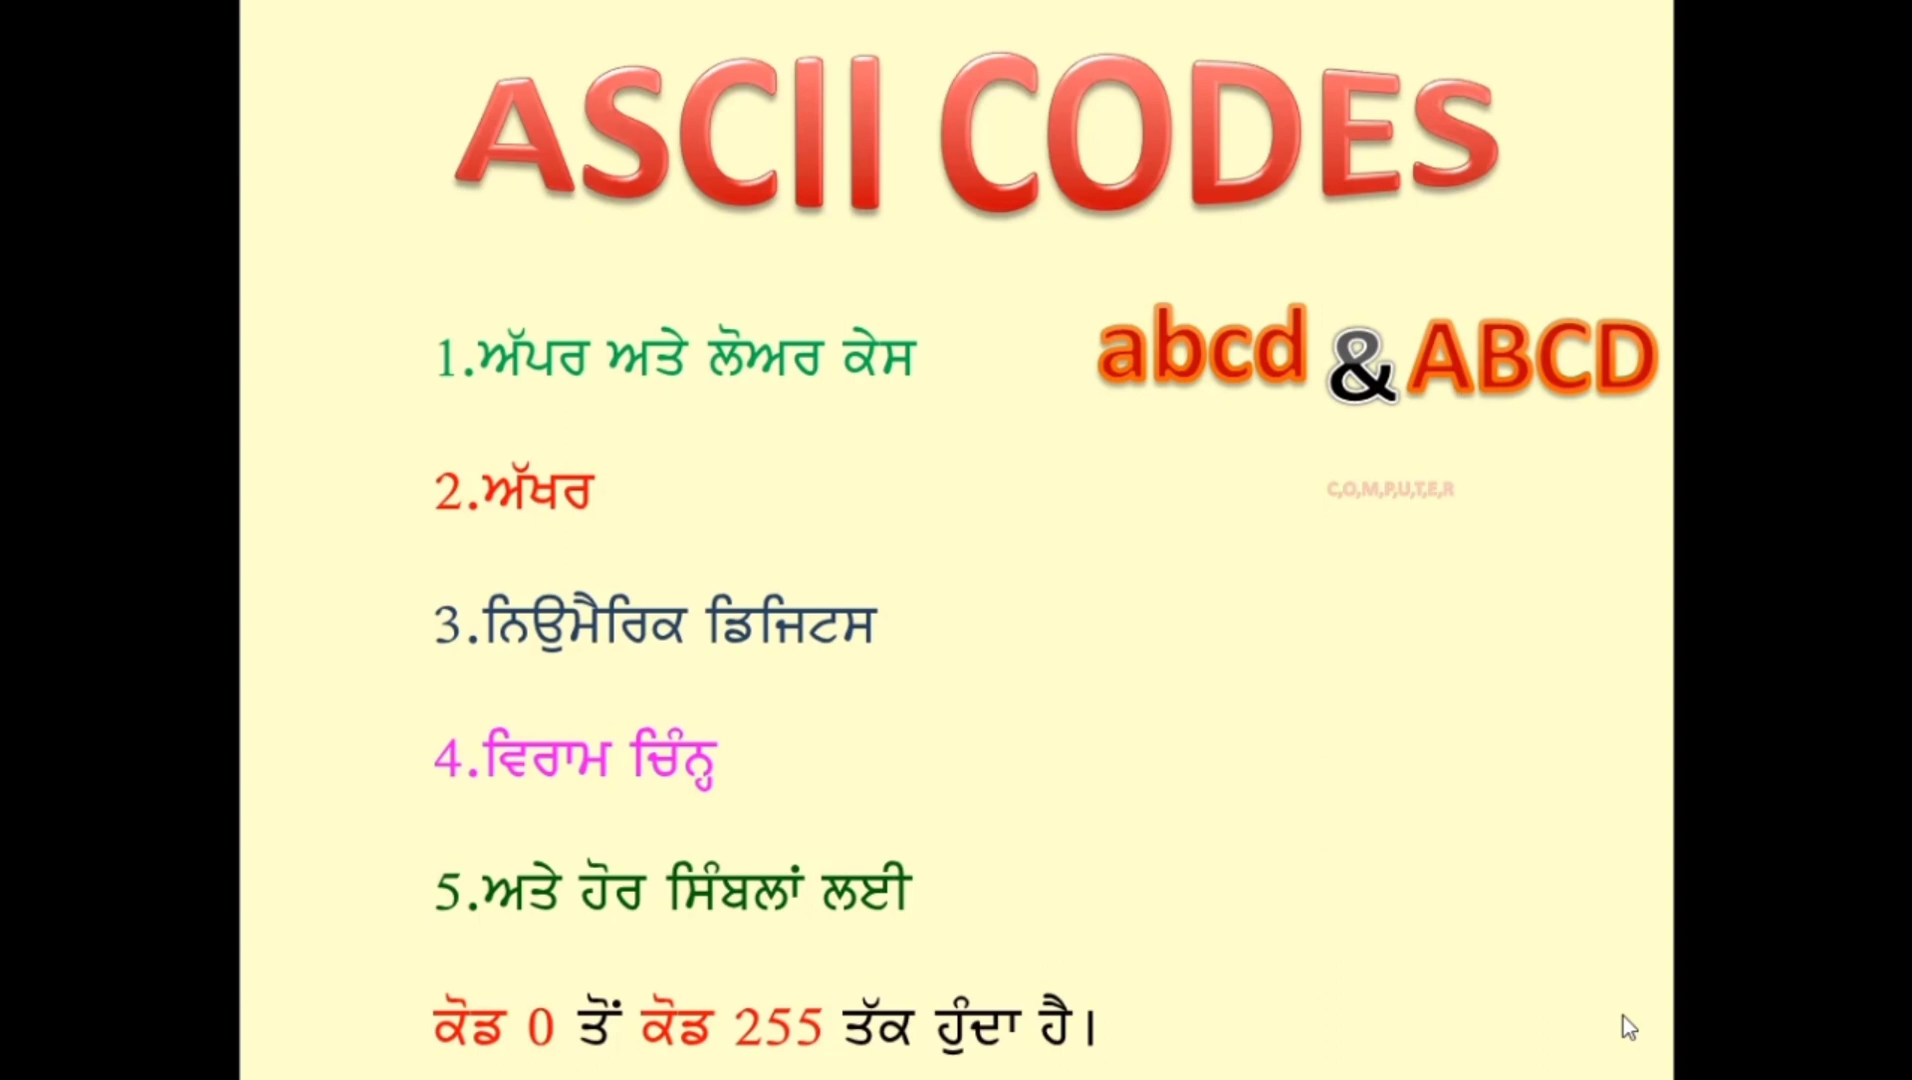 ASCII CODES
1.ਅੱਪਰ ਅਤੇ ਲੋਅਰ ਕੇਸ abcd & ABCD
2.ਅੱਖਰ C,O,M,P,U,T,E,R
3.ਨਿਉਮੈਰਿਕ ਡਿਜਿਟਸ
4.ਵਿਰਾਮ ਚਿੰਨ੍ਹ
5.ਅਤੇ ਹੋਰ ਸਿੰਬਲਾਂ ਲਈ
ਕੋਡ 0 ਤੋਂ ਕੋਡ 255 ਤੱਕ ਹੁੰਦਾ ਹੈ।